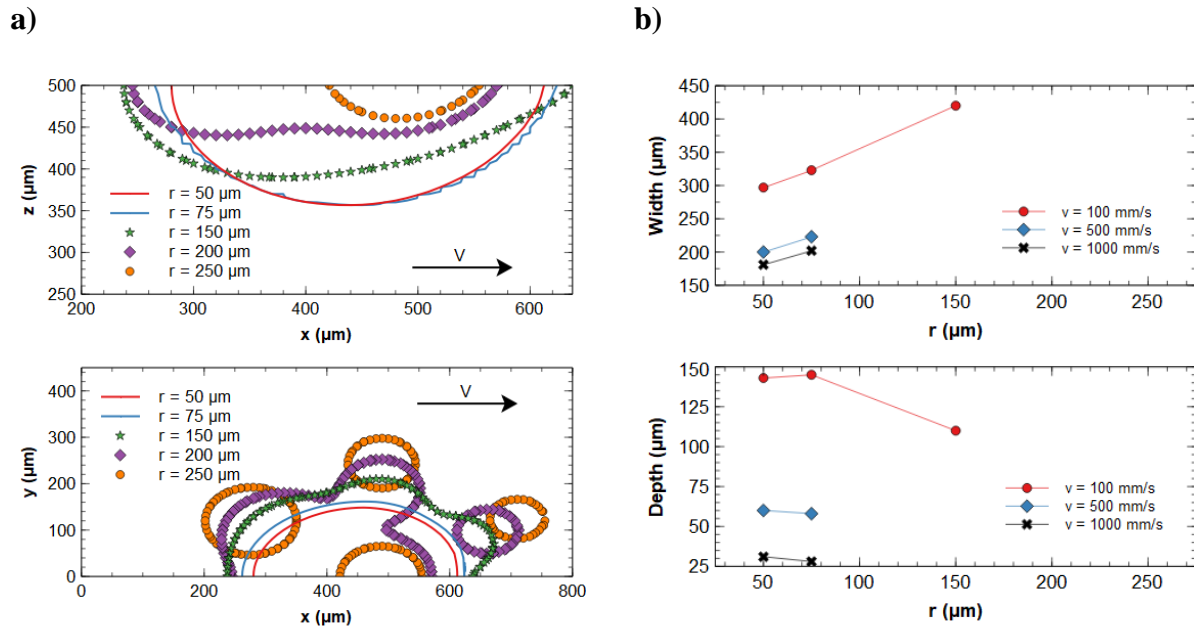 a)
b)
500
450
400
350
300
250
z (µm)
r = 50 µm
r = 75 µm
r = 150 µm
r = 200 µm
r = 250 µm
V
200
300
400
500
600
x (µm)
450
400
350
300
250
200
150
Width (µm)
v = 100 mm/s
v = 500 mm/s
v = 1000 mm/s
50
100
150
200
250
r (µm)
400
300
200
100
0
y (µm)
r = 50 µm
r = 75 µm
r = 150 µm
r = 200 µm
r = 250 µm
V
0
200
400
600
800
x (µm)
150
125
100
75
50
25
Depth (µm)
v = 100 mm/s
v = 500 mm/s
v = 1000 mm/s
50
100
150
200
250
r (µm)